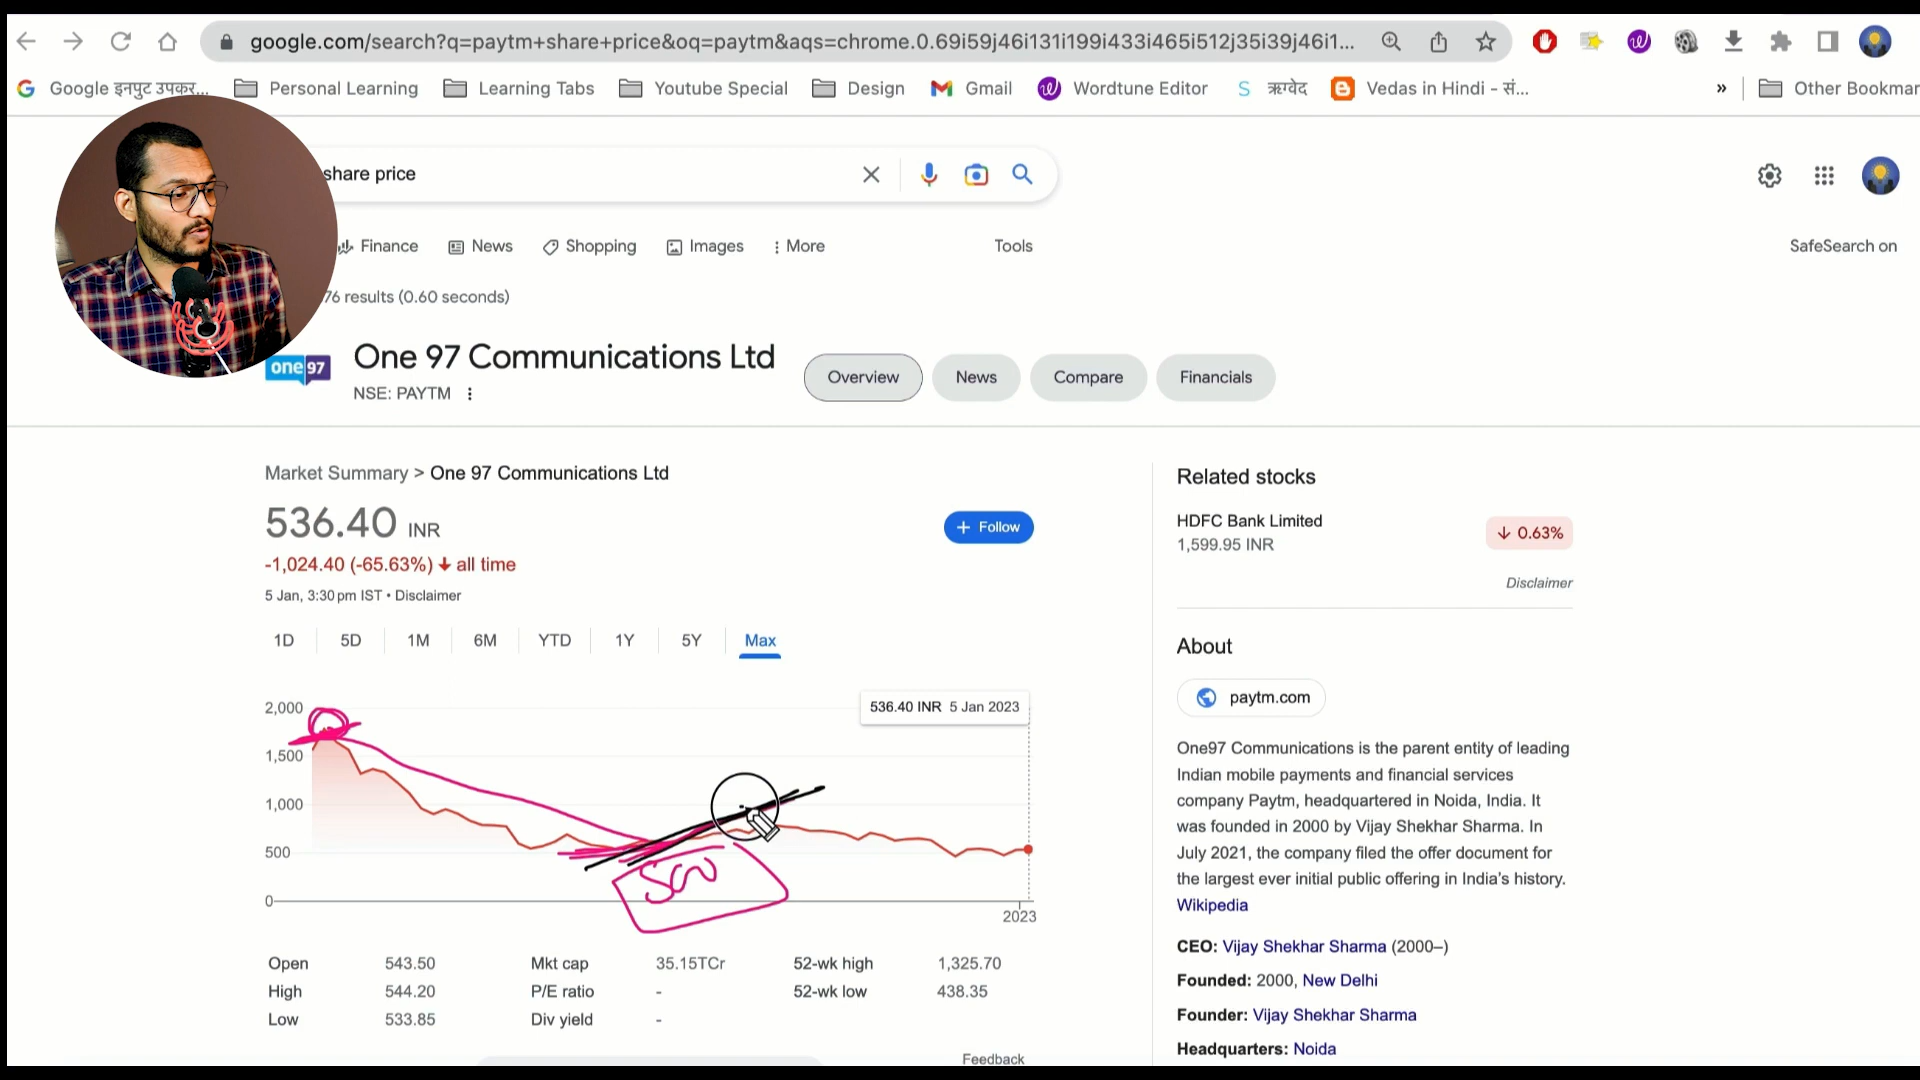 google.com/search?q=paytm+share+price&oq=paytm&aqs=chrome.0.69i59j46i131i199i433i465i512j35i39j46i1...
Google इनपुट उपकर... Personal Learning Learning Tabs Youtube Special Design Gmail Wordtune Editor S ऋग्वेद Vedas in Hindi - सं... » Other Bookmar
share price
Finance News Shopping Images More Tools SafeSearch on
76 results (0.60 seconds)
one97
One 97 Communications Ltd
NSE: PAYTM
Overview News Compare Financials
Market Summary > One 97 Communications Ltd
536.40 INR
+ Follow
-1,024.40 (-65.63%) ↓ all time
5 Jan, 3:30 pm IST • Disclaimer
1D 5D 1M 6M YTD 1Y 5Y Max
536.40 INR 5 Jan 2023
2,000
1,500
1,000
500
0
2023
Open 543.50 Mkt cap 35.15TCr 52-wk high 1,325.70
High 544.20 P/E ratio - 52-wk low 438.35
Low 533.85 Div yield -
Feedback
Related stocks
HDFC Bank Limited
1,599.95 INR
↓ 0.63%
Disclaimer
About
paytm.com
One97 Communications is the parent entity of leading
Indian mobile payments and financial services
company Paytm, headquartered in Noida, India. It
was founded in 2000 by Vijay Shekhar Sharma. In
July 2021, the company filed the offer document for
the largest ever initial public offering in India's history.
Wikipedia
CEO: Vijay Shekhar Sharma (2000–)
Founded: 2000, New Delhi
Founder: Vijay Shekhar Sharma
Headquarters: Noida